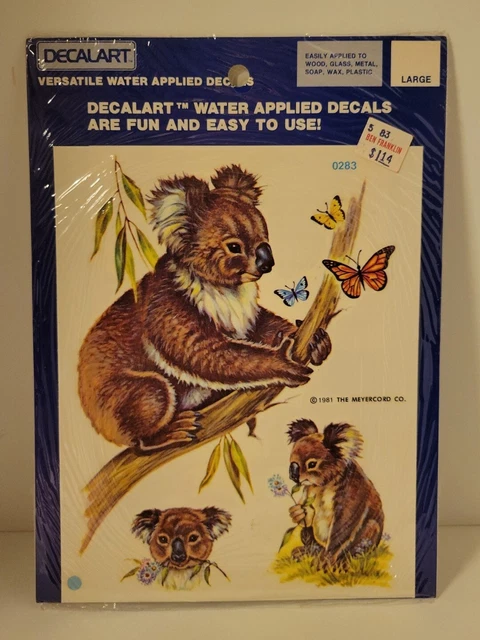 DECALART
VERSATILE WATER APPLIED DECALS
EASILY APPLIED TO
WOOD, GLASS, METAL,
SOAP, WAX, PLASTIC
LARGE
DECALART™ WATER APPLIED DECALS
ARE FUN AND EASY TO USE!
5 83
BEN FRANKLIN
$1.14
0283
© 1981 THE MEYERCORD CO.